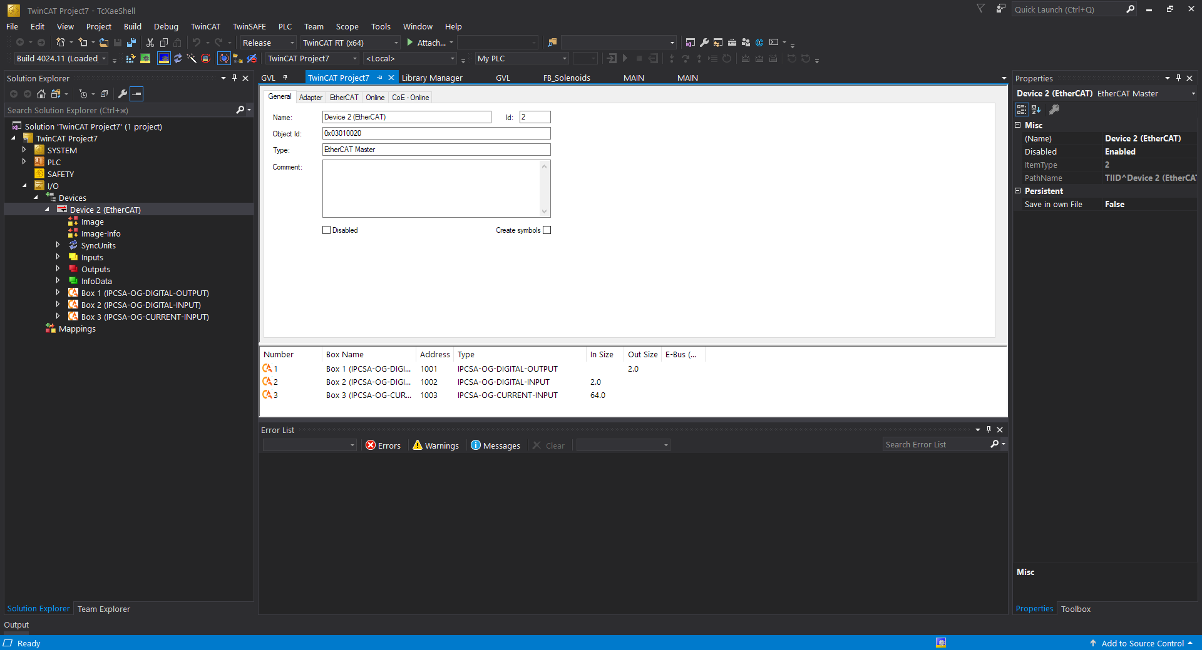 TwinCAT Project7 - TcXaeShell
Quick Launch (Ctrl+Q)
File Edit View Project Build Debug TwinCAT TwinSAFE PLC Team Scope Tools Window Help
Release TwinCAT RT (x64) Attach...
Build 4024.11 (Loaded TwinCAT Project7 <Local> My PLC
Solution Explorer
Search Solution Explorer (Ctrl+ж)
Solution 'TwinCAT Project7' (1 project)
TwinCAT Project7
SYSTEM
PLC
SAFETY
I/O
Devices
Device 2 (EtherCAT)
Image
Image-Info
SyncUnits
Inputs
Outputs
InfoData
Box 1 (IPCSA-OG-DIGITAL-OUTPUT)
Box 2 (IPCSA-OG-DIGITAL-INPUT)
Box 3 (IPCSA-OG-CURRENT-INPUT)
Mappings
Solution Explorer Team Explorer
GVL TwinCAT Project7 Library Manager GVL FB_Solenoids MAIN MAIN
General Adapter EtherCAT Online CoE - Online
Name: Device 2 (EtherCAT) Id: 2
Object Id: 0x03010020
Type: EtherCAT Master
Comment:
Disabled Create symbols
Number Box Name Address Type In Size Out Size E-Bus (...
1 Box 1 (IPCSA-OG-DIGI... 1001 IPCSA-OG-DIGITAL-OUTPUT 2.0
2 Box 2 (IPCSA-OG-DIGI... 1002 IPCSA-OG-DIGITAL-INPUT 2.0
3 Box 3 (IPCSA-OG-CUR... 1003 IPCSA-OG-CURRENT-INPUT 64.0
Error List
Errors Warnings Messages Clear Search Error List
Properties
Device 2 (EtherCAT) EtherCAT Master
Misc
(Name) Device 2 (EtherCAT)
Disabled Enabled
ItemType 2
PathName TIID^Device 2 (EtherCA
Persistent
Save in own File False
Misc
Properties Toolbox
Output
Ready
Add to Source Control